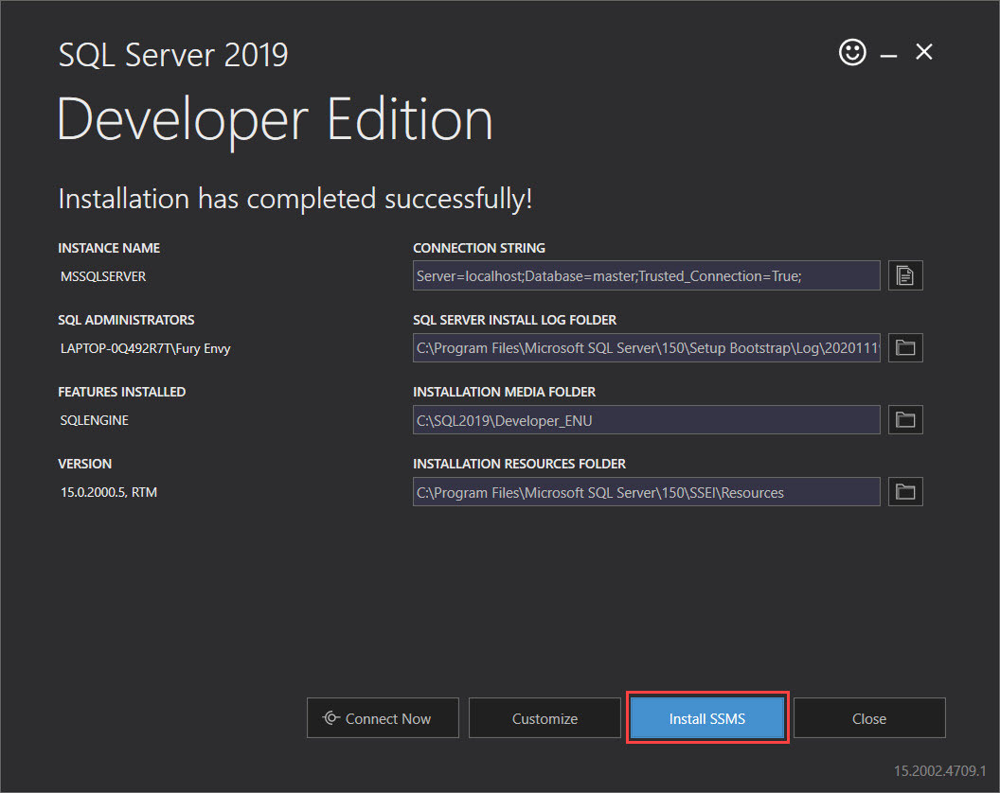 SQL Server 2019
Developer Edition
Installation has completed successfully!
INSTANCE NAME
MSSQLSERVER
CONNECTION STRING
Server=localhost;Database=master;Trusted_Connection=True;
SQL ADMINISTRATORS
LAPTOP-0Q492R7T\Fury Envy
SQL SERVER INSTALL LOG FOLDER
C:\Program Files\Microsoft SQL Server\150\Setup Bootstrap\Log\2020111
FEATURES INSTALLED
SQLENGINE
INSTALLATION MEDIA FOLDER
C:\SQL2019\Developer_ENU
VERSION
15.0.2000.5, RTM
INSTALLATION RESOURCES FOLDER
C:\Program Files\Microsoft SQL Server\150\SSEI\Resources
Connect Now
Customize
Install SSMS
Close
15.2002.4709.1